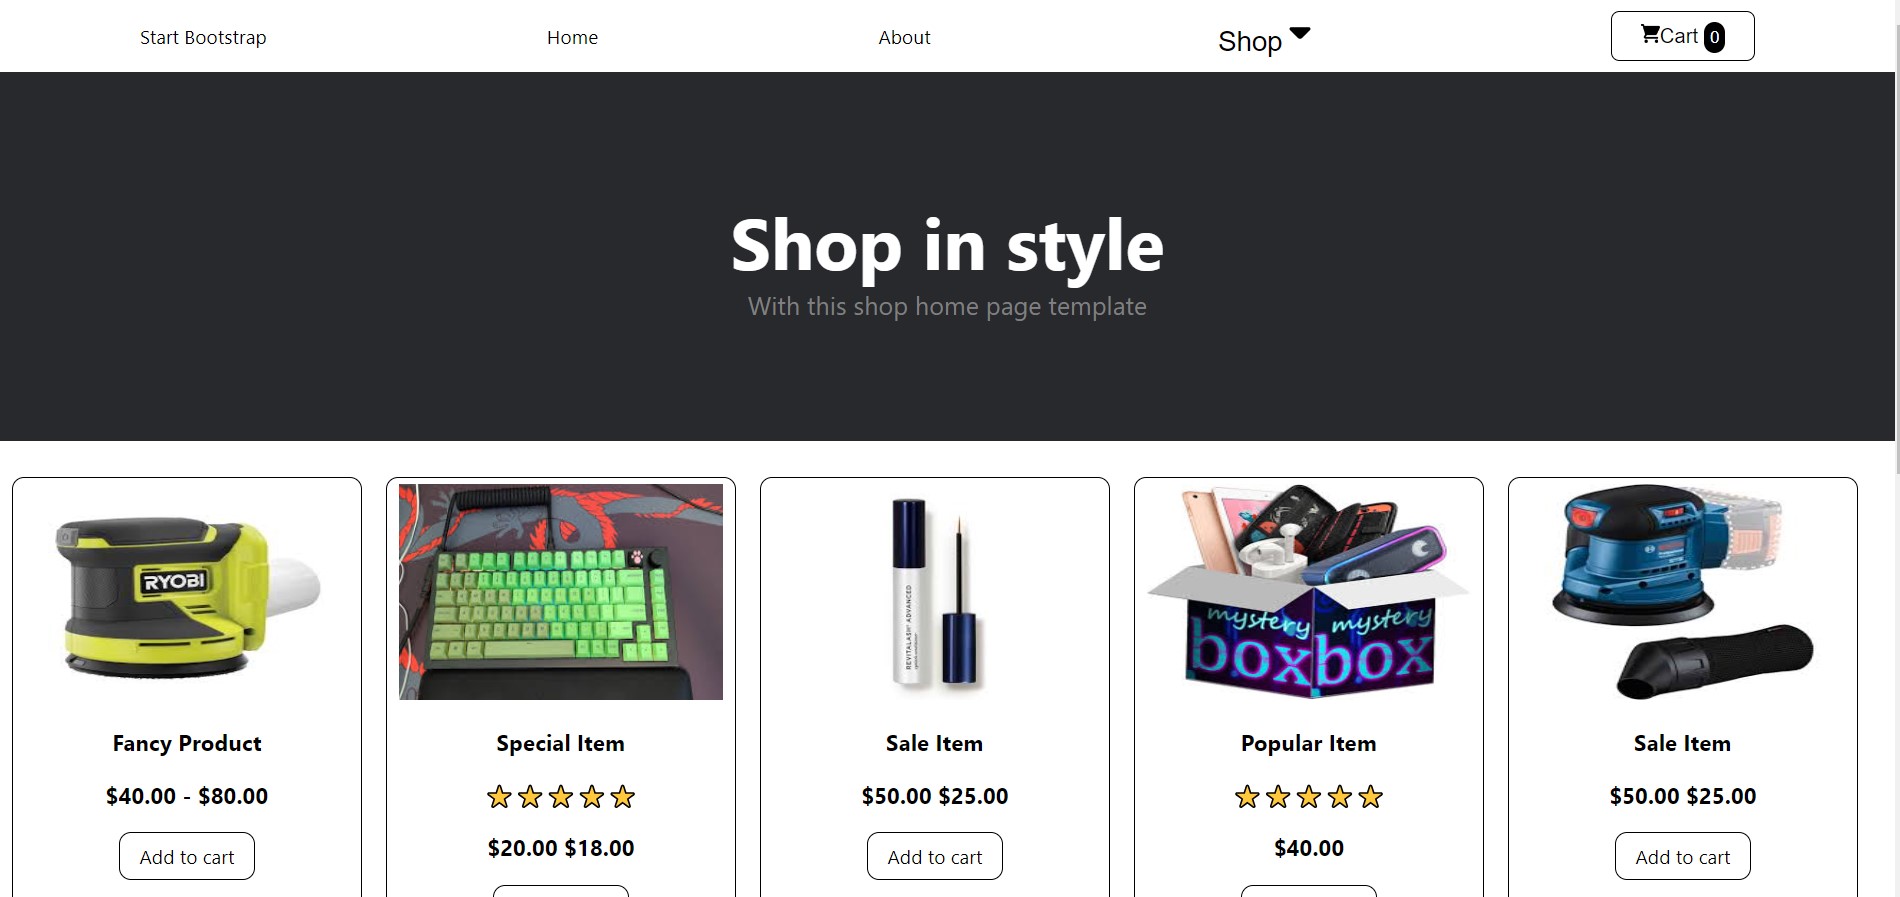 Start Bootstrap
Home
About
Shop
Cart 0
Shop in style
With this shop home page template
RYOBI
REVITALASH ADVANCED
mystery mystery
boxbox
Fancy Product
Special Item
Sale Item
Popular Item
Sale Item
$40.00 - $80.00
$50.00 $25.00
$50.00 $25.00
$20.00 $18.00
$40.00
Add to cart
Add to cart
Add to cart